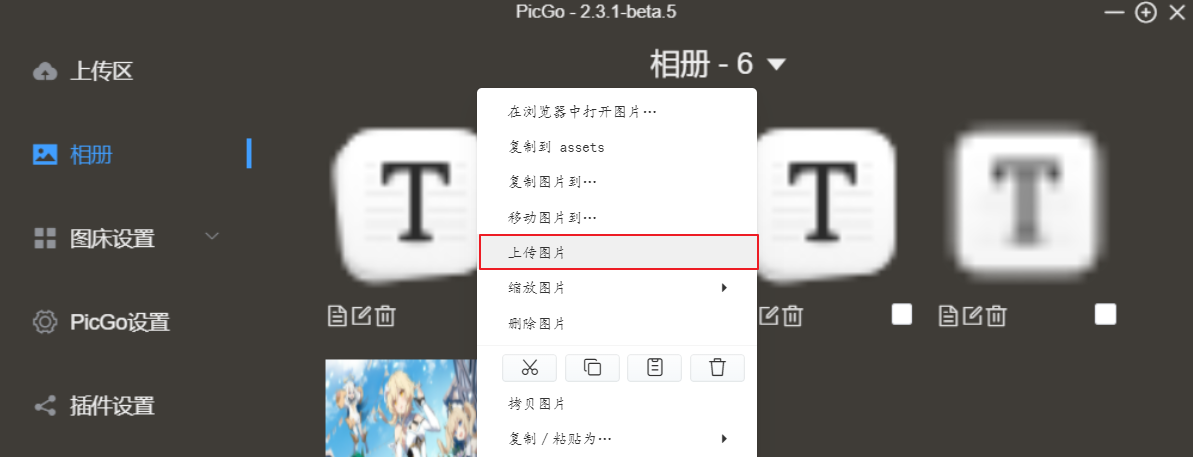 PicGo - 2.3.1-beta.5
上传区
相册
图床设置
PicGo设置
插件设置
相册 - 6
T
T
T
在浏览器中打开图片…
复制到 assets
复制图片到…
移动图片到…
上传图片
缩放图片
删除图片
拷贝图片
复制 / 粘贴为…